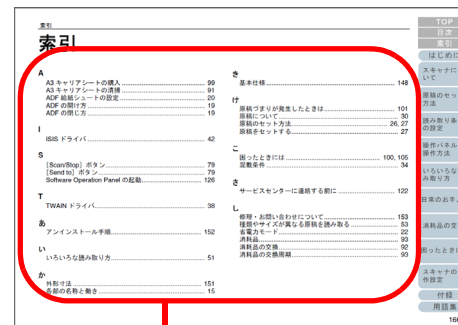 索引
索引
A
A3 キャリアシートの購入 99
A3 キャリアシートの清掃 91
ADF 給紙シュートの設定 20
ADF の開け方 19
ADF の閉じ方 19
I
ISIS ドライバ 42
S
[Scan/Stop] ボタン 79
[Send to] ボタン 79
Software Operation Panel の起動 126
T
TWAIN ドライバ 38
あ
アンインストール手順 152
い
いろいろな読み取り方 51
か
外形寸法 151
各部の名称と働き 15
き
基本仕様 148
け
原稿づまりが発生したときは 101
原稿について 30
原稿のセット方法 26, 27
原稿をセットする 27
こ
困ったときには 100, 105
混載条件 34
さ
サービスセンターに連絡する前に 122
し
修理・お問い合わせについて 153
種類やサイズが異なる原稿を読み取る 53
省電力モード 22
消耗品 93
消耗品の交換 92
消耗品の交換周期 93
TOP
目次
索引
はじめに
スキャナに
いて
原稿のセッ
方法
読み取り条
の設定
操作パネル
操作方法
いろいろな
み取り方
日常のお手
消耗品の交
困ったとき
スキャナの
作設定
付録
用語集
166